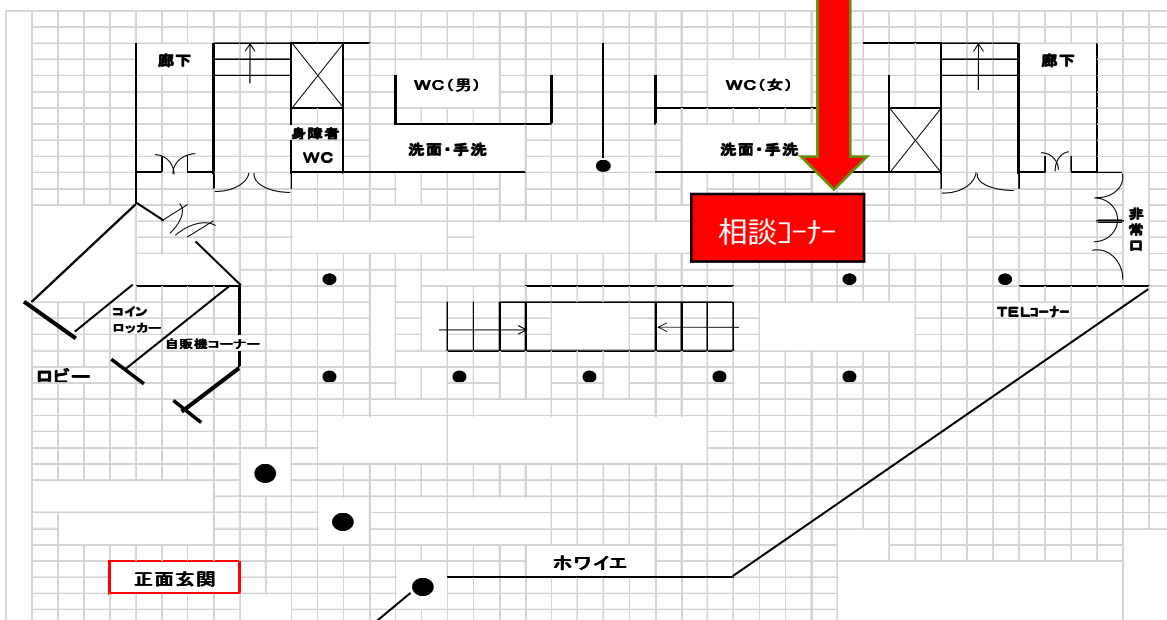 廊下
WC(男)
WC(女)
廊下
身障者
WC
洗面・手洗
洗面・手洗
相談コーナー
非常口
コイン
ロッカー
自販機コーナー
TELコーナー
ロビー
ホワイエ
正面玄関